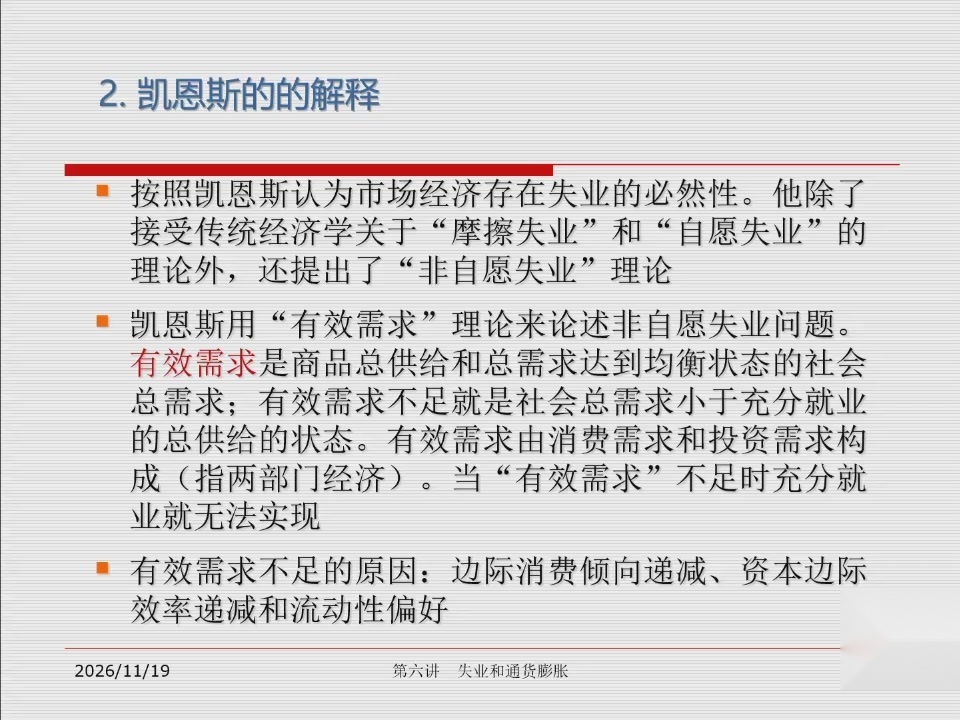 2. 凯恩斯的的解释
按照凯恩斯认为市场经济存在失业的必然性。他除了
接受传统经济学关于“摩擦失业”和“自愿失业”的
理论外，还提出了“非自愿失业”理论
凯恩斯用“有效需求”理论来论述非自愿失业问题。
有效需求是商品总供给和总需求达到均衡状态的社会
总需求；有效需求不足就是社会总需求小于充分就业
的总供给的状态。有效需求由消费需求和投资需求构
成（指两部门经济）。当“有效需求”不足时充分就
业就无法实现
有效需求不足的原因：边际消费倾向递减、资本边际
效率递减和流动性偏好
2026/11/19
第六讲 失业和通货膨胀